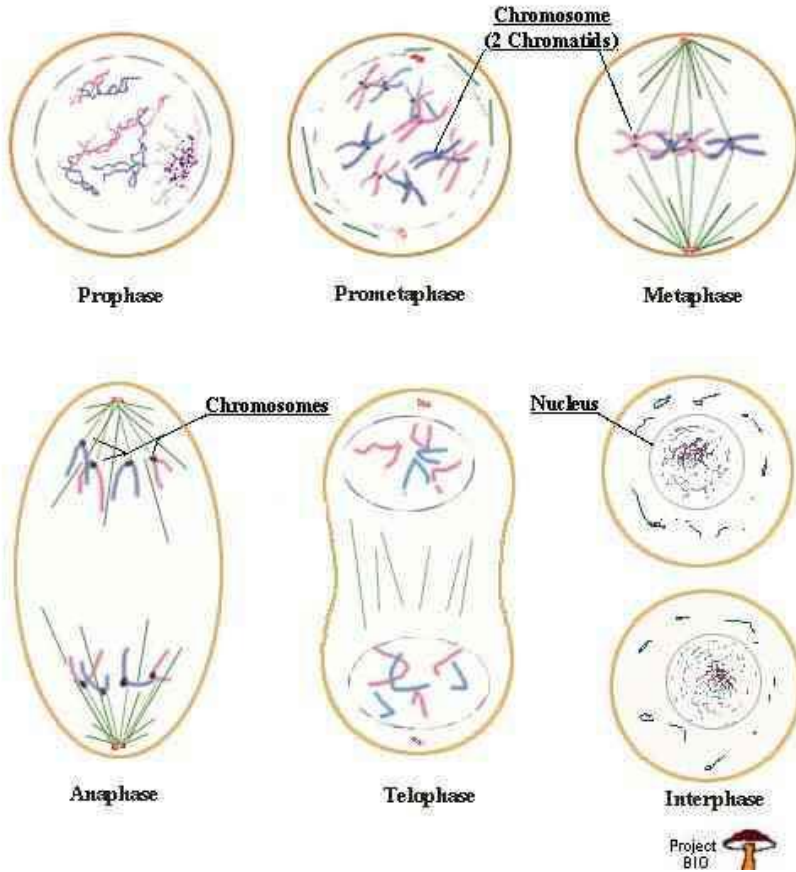 Chromosome
(2 Chromatids)
Prophase
Prometaphase
Metaphase
Chromosomes
Nucleus
Anaphase
Telophase
Interphase
Project
BIO